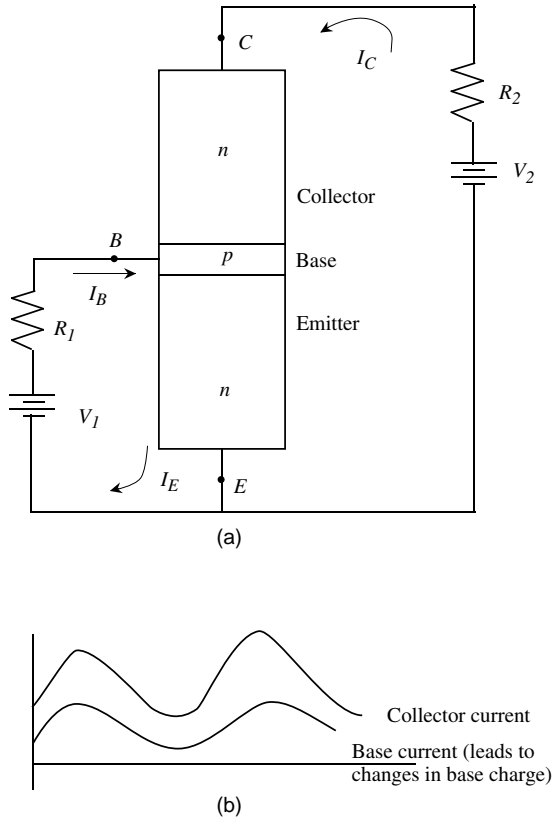 C
I_C
R_2
n
V_2
Collector
B
p
Base
I_B
Emitter
R_1
n
V_1
I_E
E
(a)
Collector current
Base current (leads to
changes in base charge)
(b)